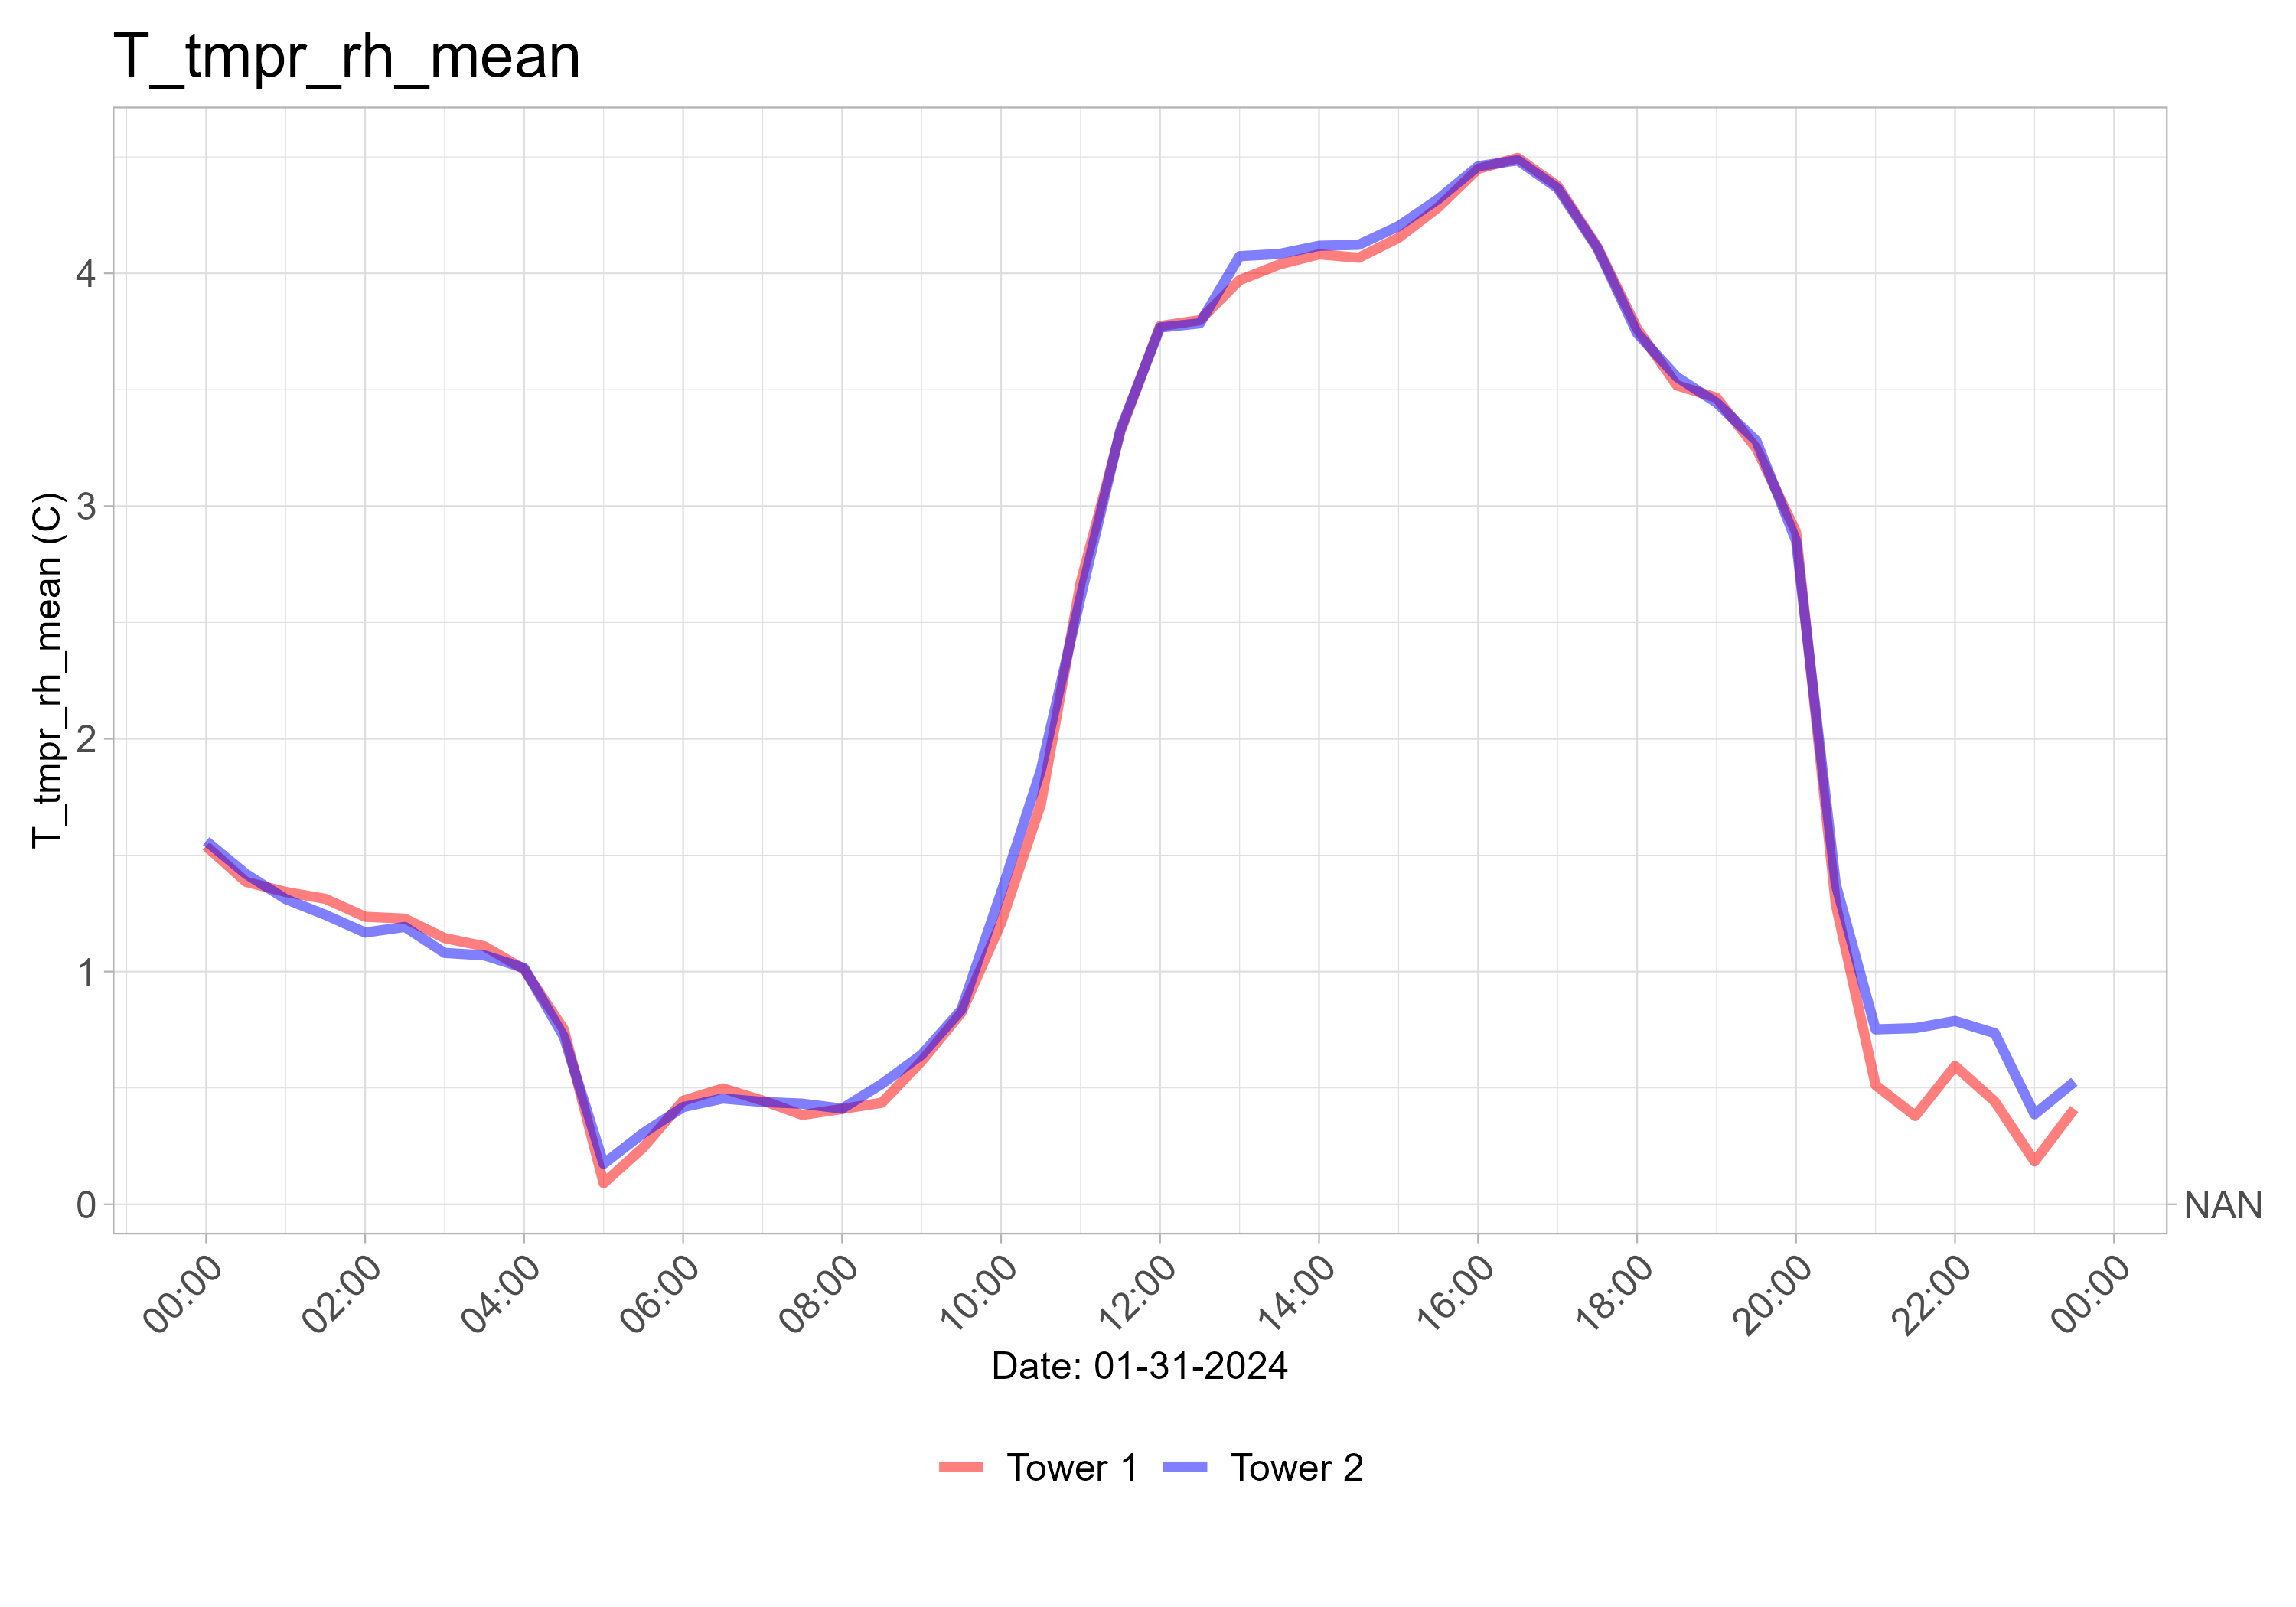 T_tmpr_rh_mean
T_tmpr_rh_mean (C)
4
3
2
1
0
NAN
00:00 02:00 04:00 06:00 08:00 10:00 12:00 14:00 16:00 18:00 20:00 22:00 00:00
Date: 01-31-2024
Tower 1 Tower 2